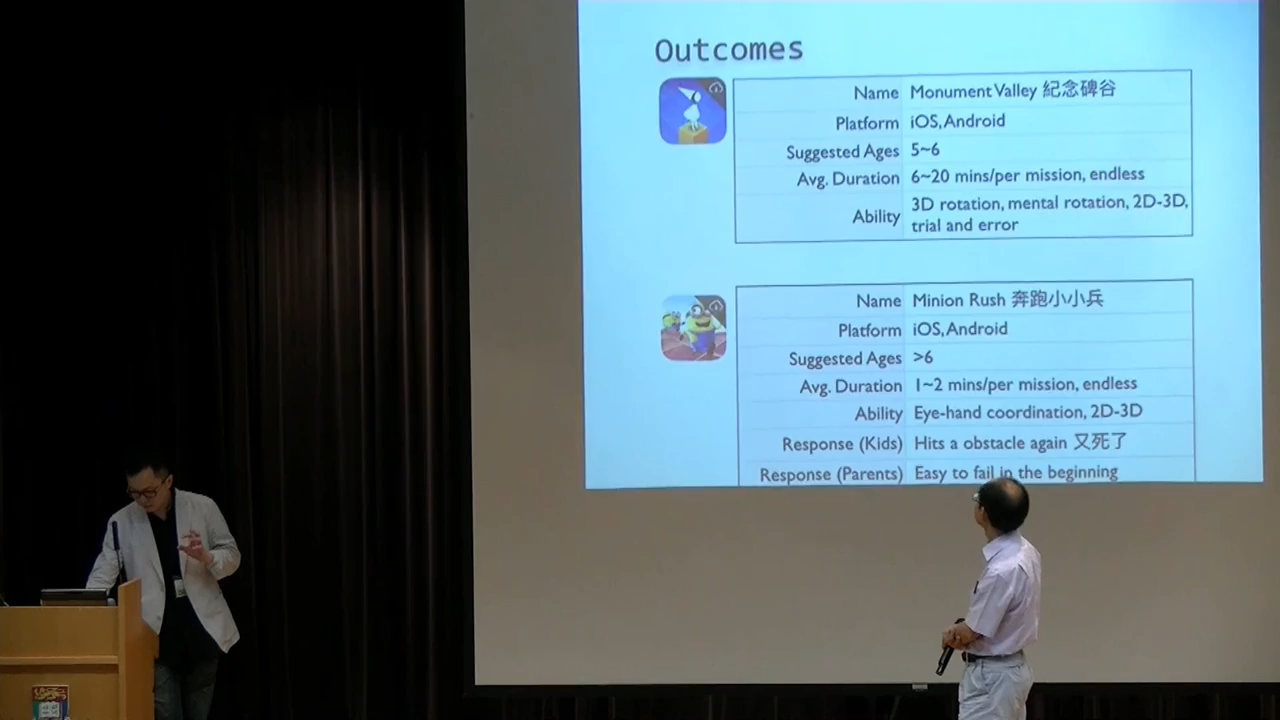 Outcomes
Name Monument Valley 紀念碑谷
Platform iOS, Android
Suggested Ages 5~6
Avg. Duration 6~20 mins/per mission, endless
Ability 3D rotation, mental rotation, 2D-3D,
trial and error
Name Minion Rush 奔跑小小兵
Platform iOS, Android
Suggested Ages >6
Avg. Duration 1~2 mins/per mission, endless
Ability Eye-hand coordination, 2D-3D
Response (Kids) Hits a obstacle again 又死了
Response (Parents) Easy to fail in the beginning